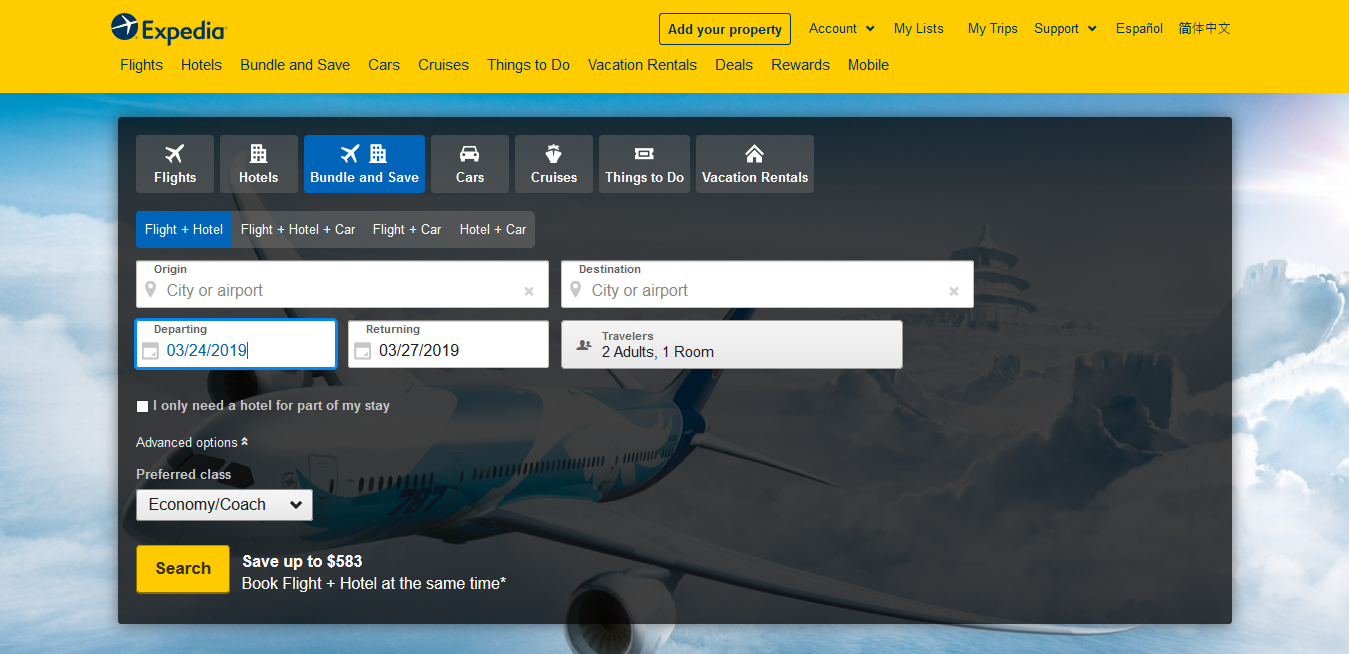 Expedia
Add your property
Account
My Lists
My Trips
Support
Español
简体中文
Flights
Hotels
Bundle and Save
Cars
Cruises
Things to Do
Vacation Rentals
Deals
Rewards
Mobile
Flights
Hotels
Bundle and Save
Cars
Cruises
Things to Do
Vacation Rentals
Flight + Hotel
Flight + Hotel + Car
Flight + Car
Hotel + Car
Origin
City or airport
Destination
City or airport
Departing
03/24/2019
Returning
03/27/2019
Travelers
2 Adults, 1 Room
I only need a hotel for part of my stay
Advanced options
Preferred class
Economy/Coach
787
Search
Save up to $583
Book Flight + Hotel at the same time*